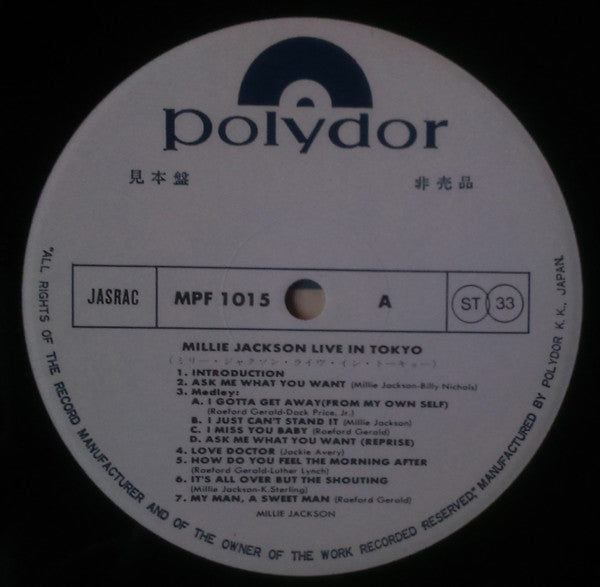 polydor
見本盤 非売品
JASRAC MPF 1015 A ST 33
MILLIE JACKSON LIVE IN TOKYO
(ミリー・ジャクソン・ライヴ・イン・トーキョー)
1. INTRODUCTION
2. ASK ME WHAT YOU WANT (Millie Jackson-Billy Nichols)
3. Medley:
A. I GOTTA GET AWAY(FROM MY OWN SELF)
(Raeford Gerald-Dock Price, Jr.)
B. I JUST CAN'T STAND IT (Millie Jackson)
C. I MISS YOU BABY (Raeford Gerald)
D. ASK ME WHAT YOU WANT (REPRISE)
4. LOVE DOCTOR (Jackie Avery)
5. HOW DO YOU FEEL THE MORNING AFTER
(Raeford Gerald-Luther Lynch)
6. IT'S ALL OVER BUT THE SHOUTING
(Millie Jackson-K.Sterling)
7. MY MAN, A SWEET MAN (Raeford Gerald)
MILLIE JACKSON
"ALL RIGHTS OF THE RECORD MANUFACTURER AND OF THE OWNER OF THE WORK RECORDED RESERVED." MANUFACTURED BY POLYDOR K.K., JAPAN.